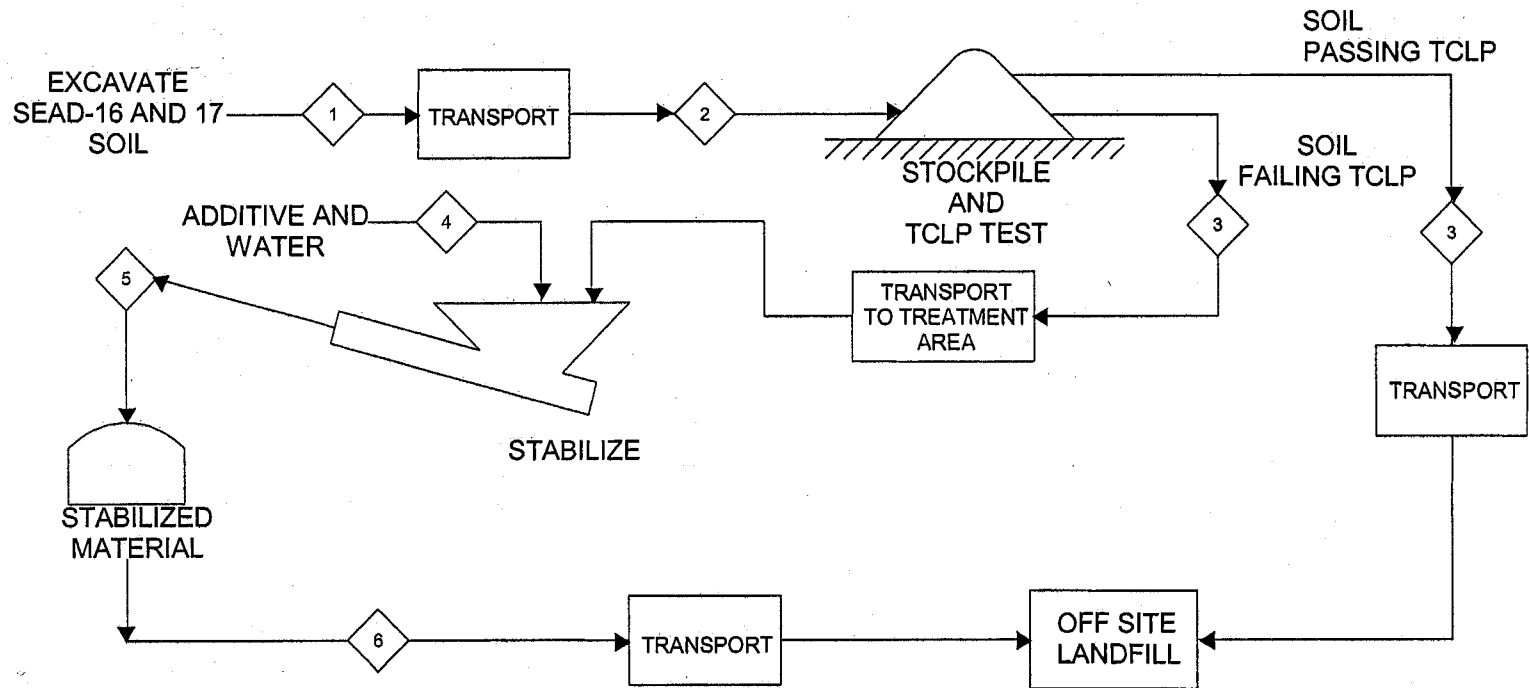 EXCAVATE
SEAD-16 AND 17
SOIL
1
TRANSPORT
2
STOCKPILE
AND
TCLP TEST
SOIL
PASSING TCLP
SOIL
FAILING TCLP
3
3
TRANSPORT
TO TREATMENT
AREA
TRANSPORT
ADDITIVE AND
WATER
4
STABILIZE
5
STABILIZED
MATERIAL
6
TRANSPORT
OFF SITE
LANDFILL